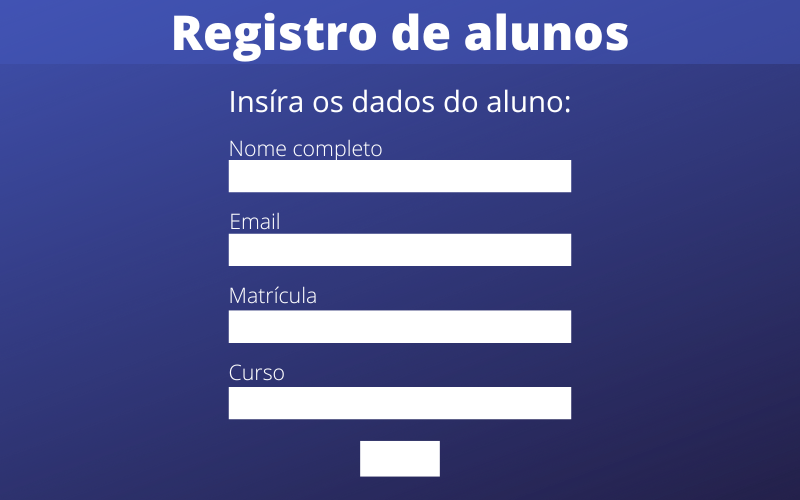 Registro de alunos
Insíra os dados do aluno:
Nome completo
Email
Matrícula
Curso